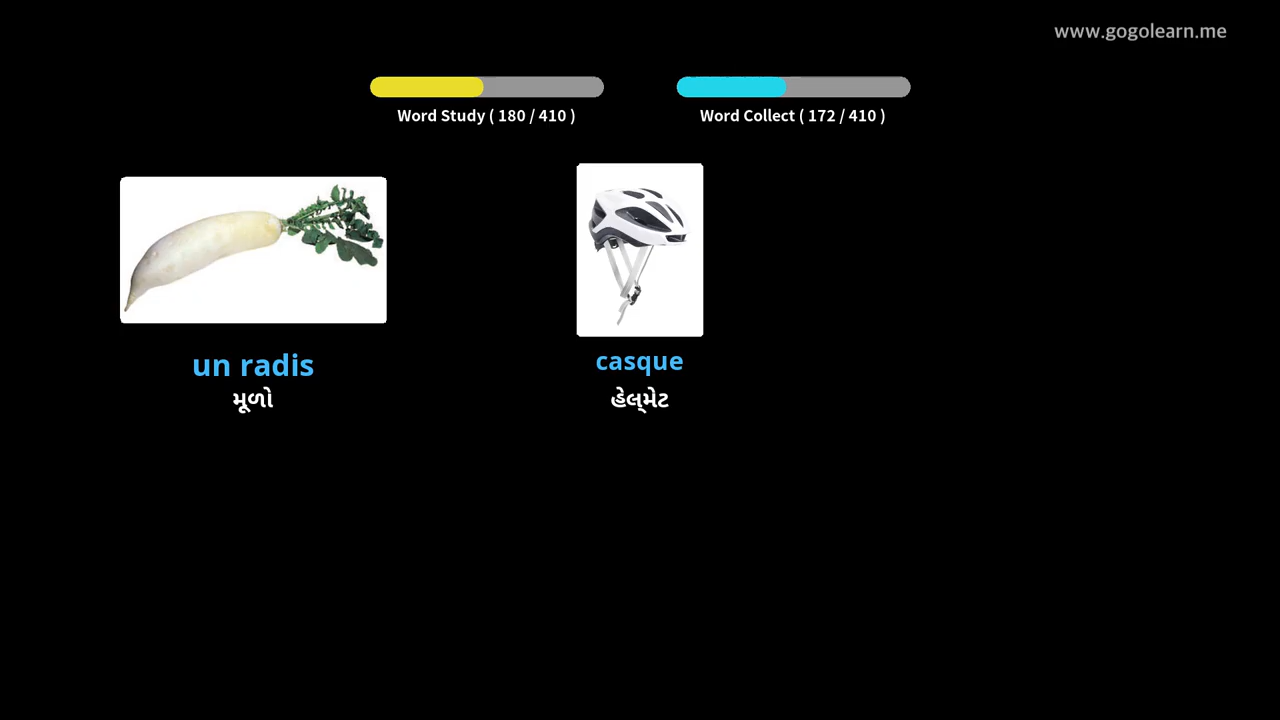 www.gogolearn.me
Word Study ( 180 / 410 )
Word Collect ( 172 / 410 )
un radis
મૂળો
casque
હેલ્‌મેટ